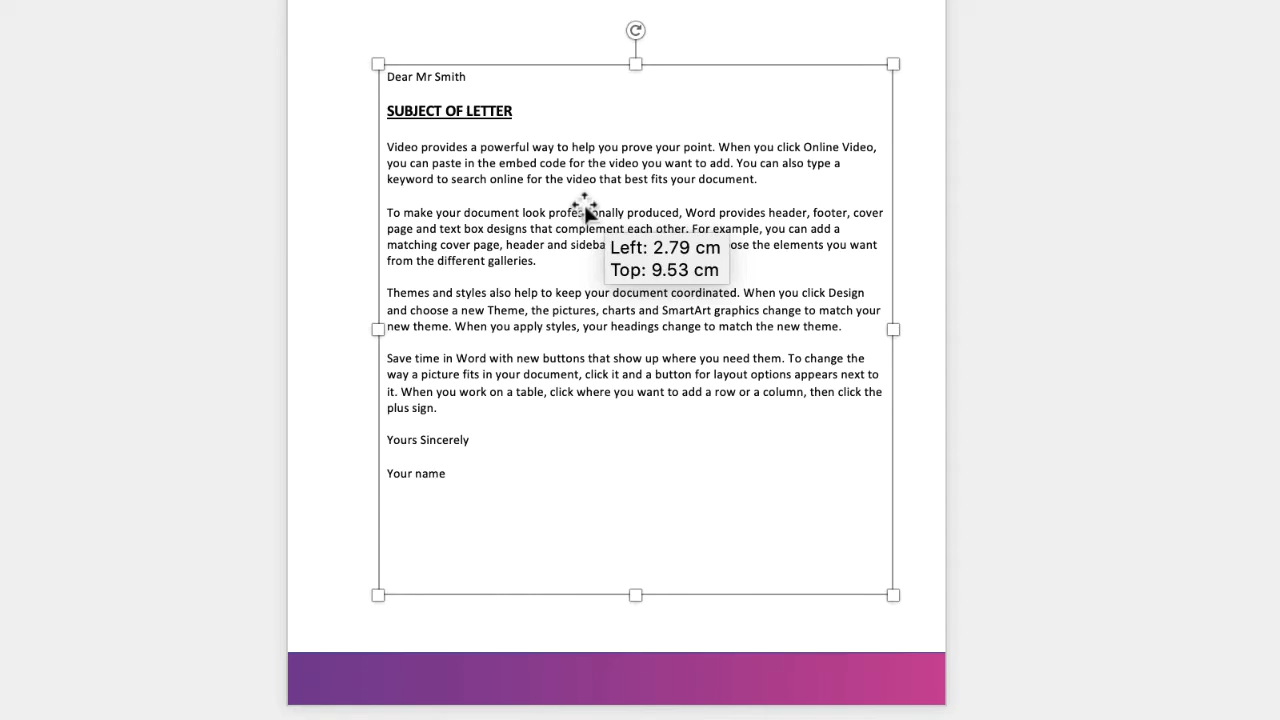 Dear Mr Smith
SUBJECT OF LETTER
Video provides a powerful way to help you prove your point. When you click Online Video,
you can paste in the embed code for the video you want to add. You can also type a
keyword to search online for the video that best fits your document.
To make your document look professionally produced, Word provides header, footer, cover
page and text box designs that complement each other. For example, you can add a
matching cover page, header and sideba ose the elements you want
from the different galleries.
Left: 2.79 cm
Top: 9.53 cm
Themes and styles also help to keep your document coordinated. When you click Design
and choose a new Theme, the pictures, charts and SmartArt graphics change to match your
new theme. When you apply styles, your headings change to match the new theme.
Save time in Word with new buttons that show up where you need them. To change the
way a picture fits in your document, click it and a button for layout options appears next to
it. When you work on a table, click where you want to add a row or a column, then click the
plus sign.
Yours Sincerely
Your name